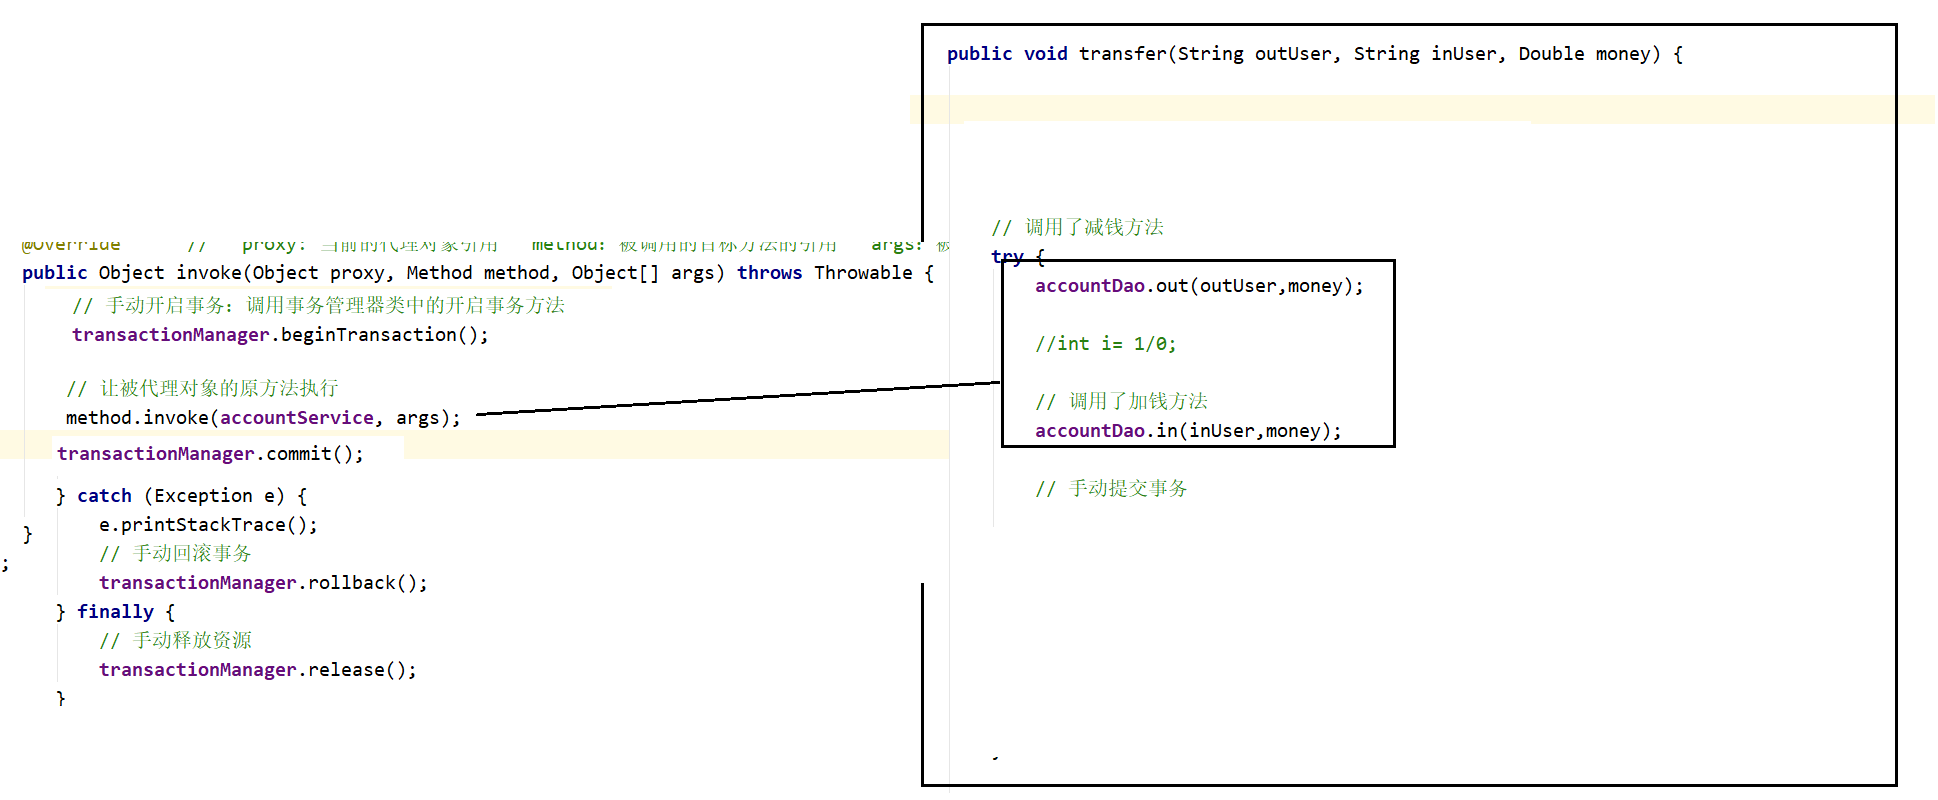 public void transfer(String outUser, String inUser, Double money) {
// 调用了减钱方法
try {
accountDao.out(outUser,money);
//int i= 1/0;
// 调用了加钱方法
accountDao.in(inUser,money);
// 手动提交事务
@Override // proxy: 当前的代理对象引用 method: 被调用的目标方法的引用 args: 被
public Object invoke(Object proxy, Method method, Object[] args) throws Throwable {
// 手动开启事务：调用事务管理器类中的开启事务方法
transactionManager.beginTransaction();
// 让被代理对象的原方法执行
method.invoke(accountService, args);
transactionManager.commit();
} catch (Exception e) {
e.printStackTrace();
}
// 手动回滚事务
;
transactionManager.rollback();
} finally {
// 手动释放资源
transactionManager.release();
}